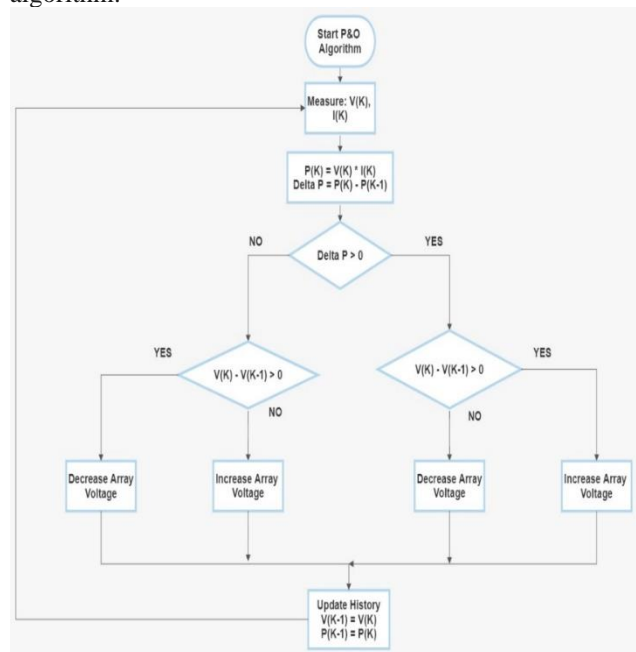 algorithm.
Start P&O
Algorithm
Measure: V(K),
I(K)
P(K) = V(K) * I(K)
Delta P = P(K) - P(K-1)
NO
Delta P > 0
YES
YES
V(K) - V(K-1) > 0
NO
V(K) - V(K-1) > 0
YES
NO
Decrease Array
Voltage
Increase Array
Voltage
Decrease Array
Voltage
Increase Array
Voltage
Update History
V(K-1) = V(K)
P(K-1) = P(K)